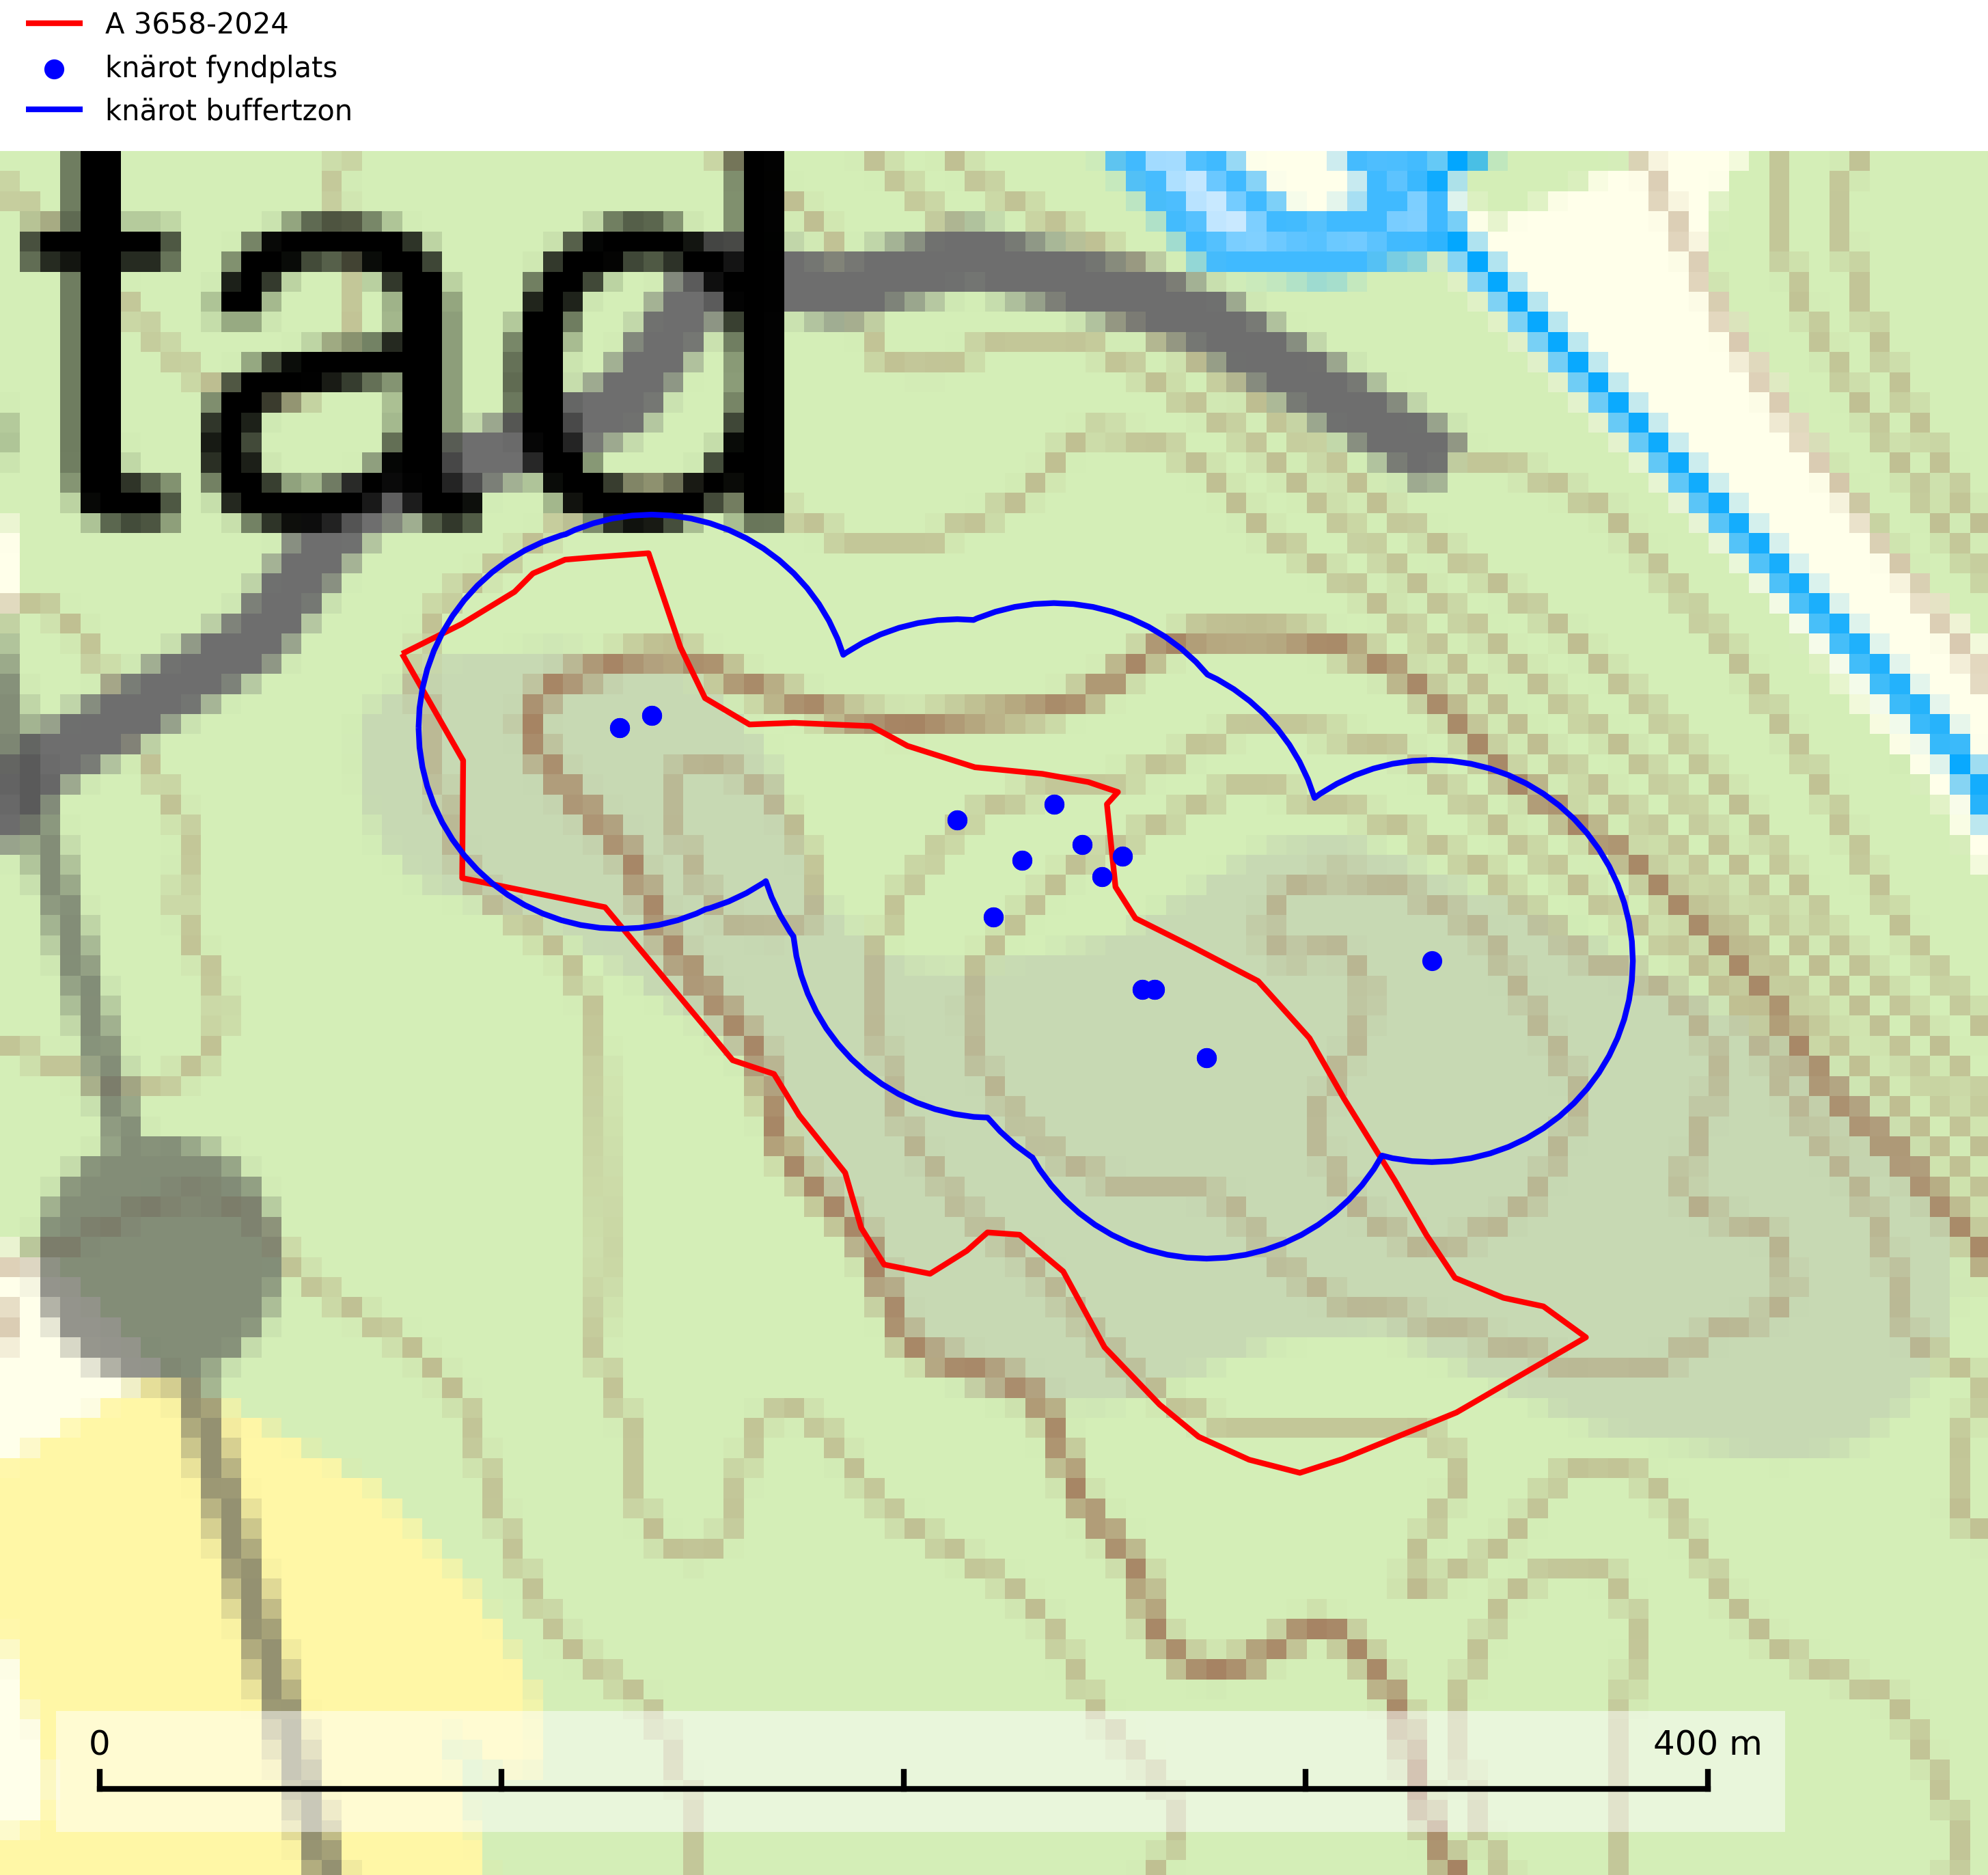 A 3658-2024
knärot fyndplats
knärot buffertzon
tad
0 400 m